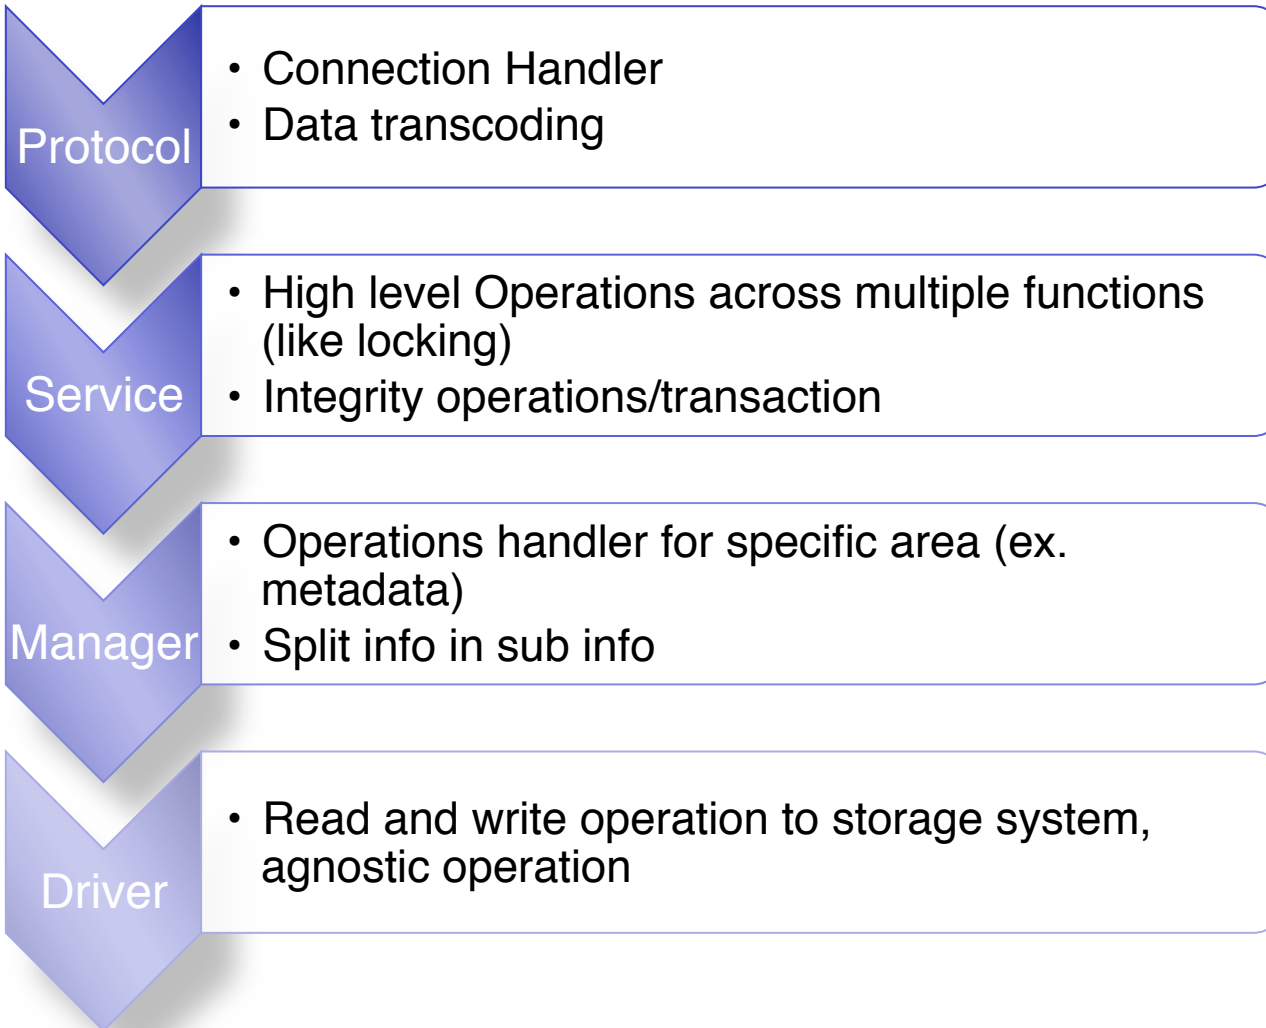 Protocol
• Connection Handler
• Data transcoding
Service
• High level Operations across multiple functions
(like locking)
• Integrity operations/transaction
Manager
• Operations handler for specific area (ex.
metadata)
• Split info in sub info
Driver
• Read and write operation to storage system,
agnostic operation